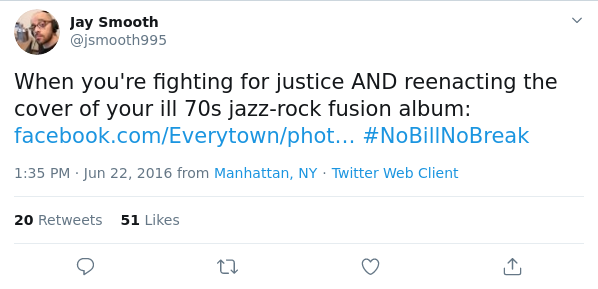 Jay Smooth
@jsmooth995
When you're fighting for justice AND reenacting the
cover of your ill 70s jazz-rock fusion album:
facebook.com/Everytown/phot... #NoBillNoBreak
1:35 PM · Jun 22, 2016 from Manhattan, NY · Twitter Web Client
20 Retweets 51 Likes